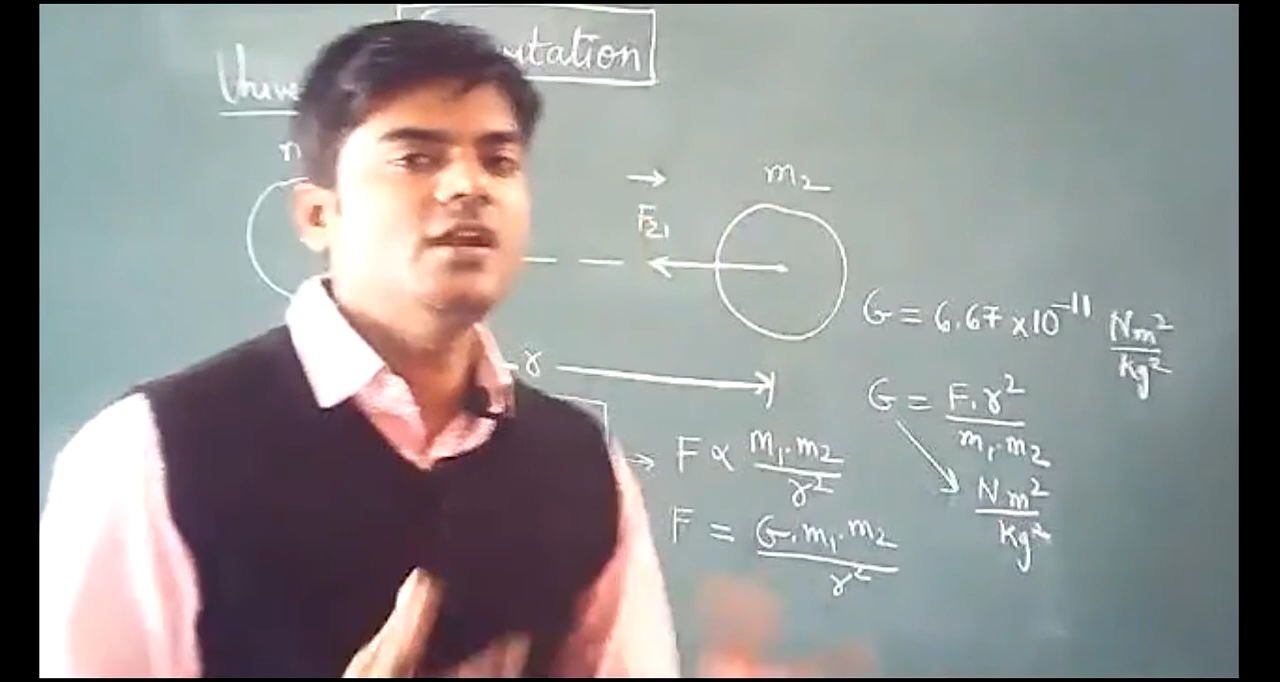 m₂
F₂₁
G = 6.67 × 10⁻¹¹ Nm²/kg²
r
G = F.r²/m₁.m₂
F ∝ m₁.m₂/r²
Nm²/kg²
F = G.m₁.m₂/r²